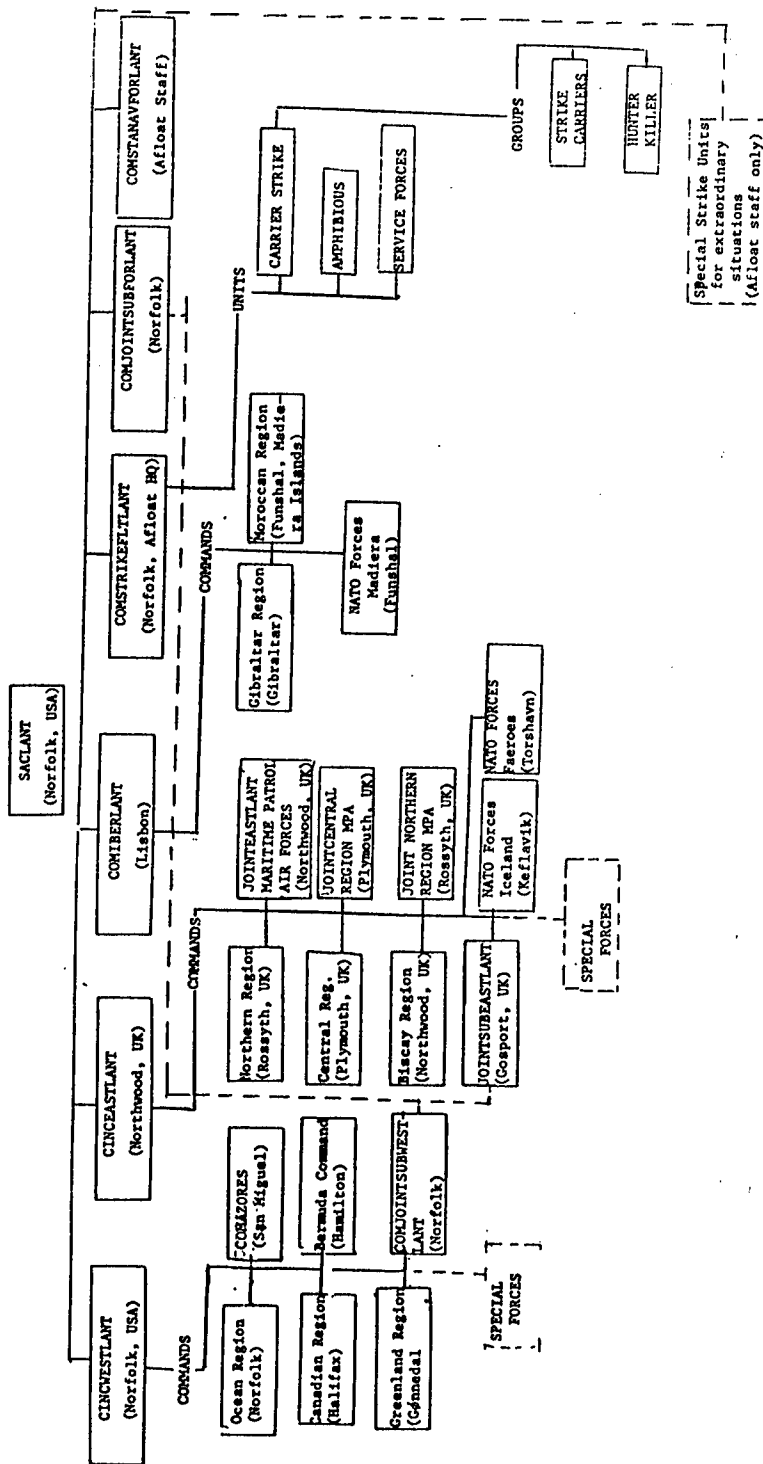 SACLANT
(Norfolk, USA)
CINCWESTLANT
(Norfolk, USA)
CINCEASTLANT
(Northwood, UK)
COMIBERLANT
(Lisbon)
COMSTRIKEFLTLANT
(Norfolk, Afloat HQ)
COMJOINTSUBFORLANT
(Norfolk)
COMSTANAVFORLANT
(Afloat Staff)
COMMANDS
Ocean Region
(Norfolk)
COMAZORES
(San Miguel)
Canadian Region
(Halifax)
Bermuda Command
(Hamilton)
Greenland Region
(Gønnedal)
COMJOINTSUBWEST-
LANT
(Norfolk)
SPECIAL
FORCES
COMMANDS
Northern Region
(Rossyth, UK)
JOINTEASTLANT
MARITIME PATROL
AIR FORCES
(Northwood, UK)
Central Reg.
(Plymouth, UK)
JOINTCENTRAL
REGION MPA
(Plymouth, UK)
Biscay Region
(Northwood, UK)
JOINT NORTHERN
REGION MPA
(Rossyth, UK)
JOINTSUBEASTLANT
(Gosport, UK)
NATO Forces
Iceland
(Keflavik)
NATO FORCES
Faeroes
(Torshavn)
SPECIAL
FORCES
COMMANDS
Gibraltar Region
(Gibraltar)
Moroccan Region
(Funshal, Madie-
ra Islands)
NATO Forces
Madiera
(Funshal)
UNITS
CARRIER STRIKE
AMPHIBIOUS
SERVICE FORCES
GROUPS
STRIKE
CARRIERS
HUNTER
KILLER
Special Strike Units
for extraordinary
situations
(Afloat staff only)